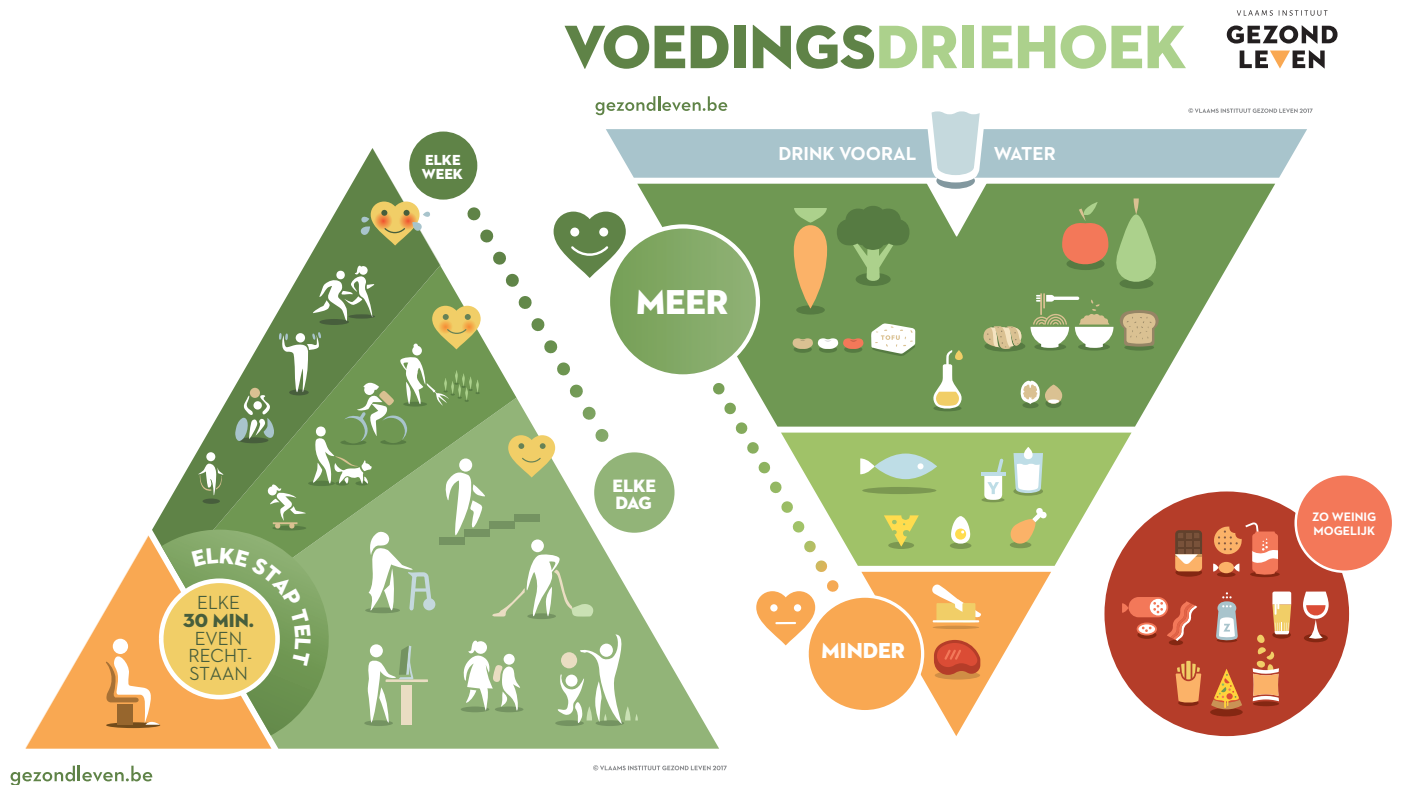 VLAAMS INSTITUUT
GEZOND
LEVEN
VOEDINGSDRIEHOEK
gezondleven.be
© VLAAMS INSTITUUT GEZOND LEVEN 2017
ELKE
WEEK
DRINK VOORAL WATER
MEER
TOFU
ELKE
DAG
Y
ZO WEINIG
MOGELIJK
ELKE STAP TELT
ELKE
30 MIN.
EVEN
RECHT-
STAAN
MINDER
Z
© VLAAMS INSTITUUT GEZOND LEVEN 2017
gezondleven.be